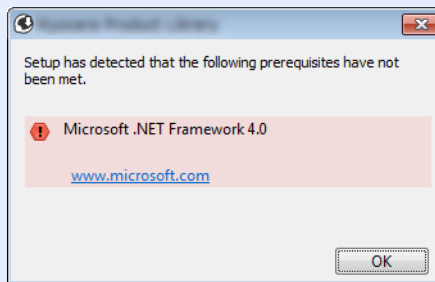 Setup has detected that the following prerequisites have not
been met.
Microsoft .NET Framework 4.0
www.microsoft.com
OK